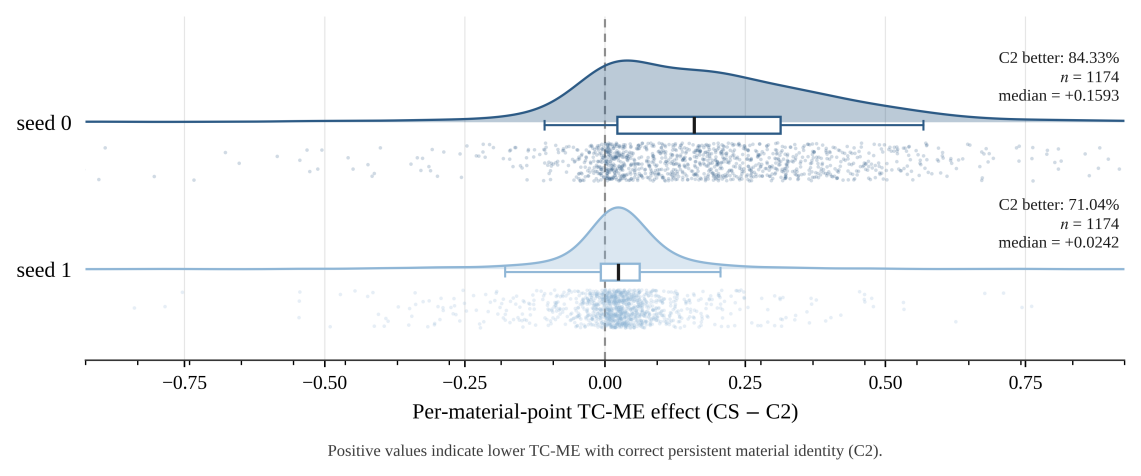 C2 better: 84.33%
n = 1174
median = +0.1593
seed 0
C2 better: 71.04%
n = 1174
median = +0.0242
seed 1
−0.75 −0.50 −0.25 0.00 0.25 0.50 0.75
Per-material-point TC-ME effect (CS − C2)
Positive values indicate lower TC-ME with correct persistent material identity (C2).